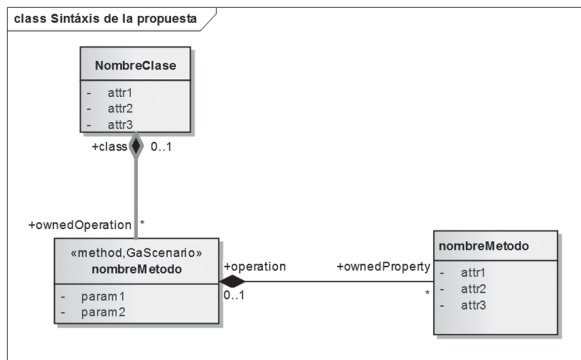 class Sintáxis de la propuesta
NombreClase
- attr1
- attr2
- attr3
+class 0..1
+ownedOperation *
«method,GaScenario»
nombreMetodo
- param1
- param2
+operation
0..1
+ownedProperty
*
nombreMetodo
- attr1
- attr2
- attr3